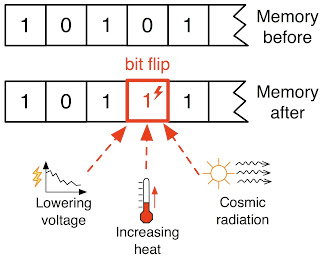 1 0 1 0 1 Memory
before
bit flip
1 0 1 1 1 Memory
after
Lowering
voltage
Increasing
heat
Cosmic
radiation